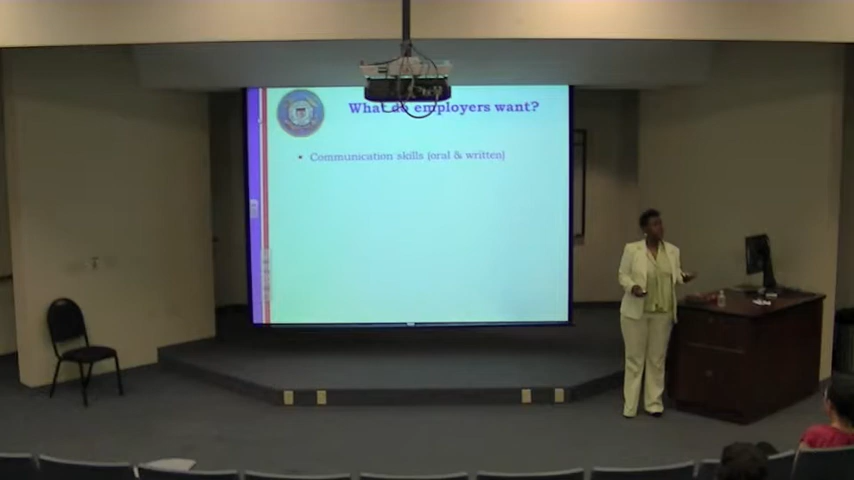 What do employers want?
• Communication skills (oral & written)